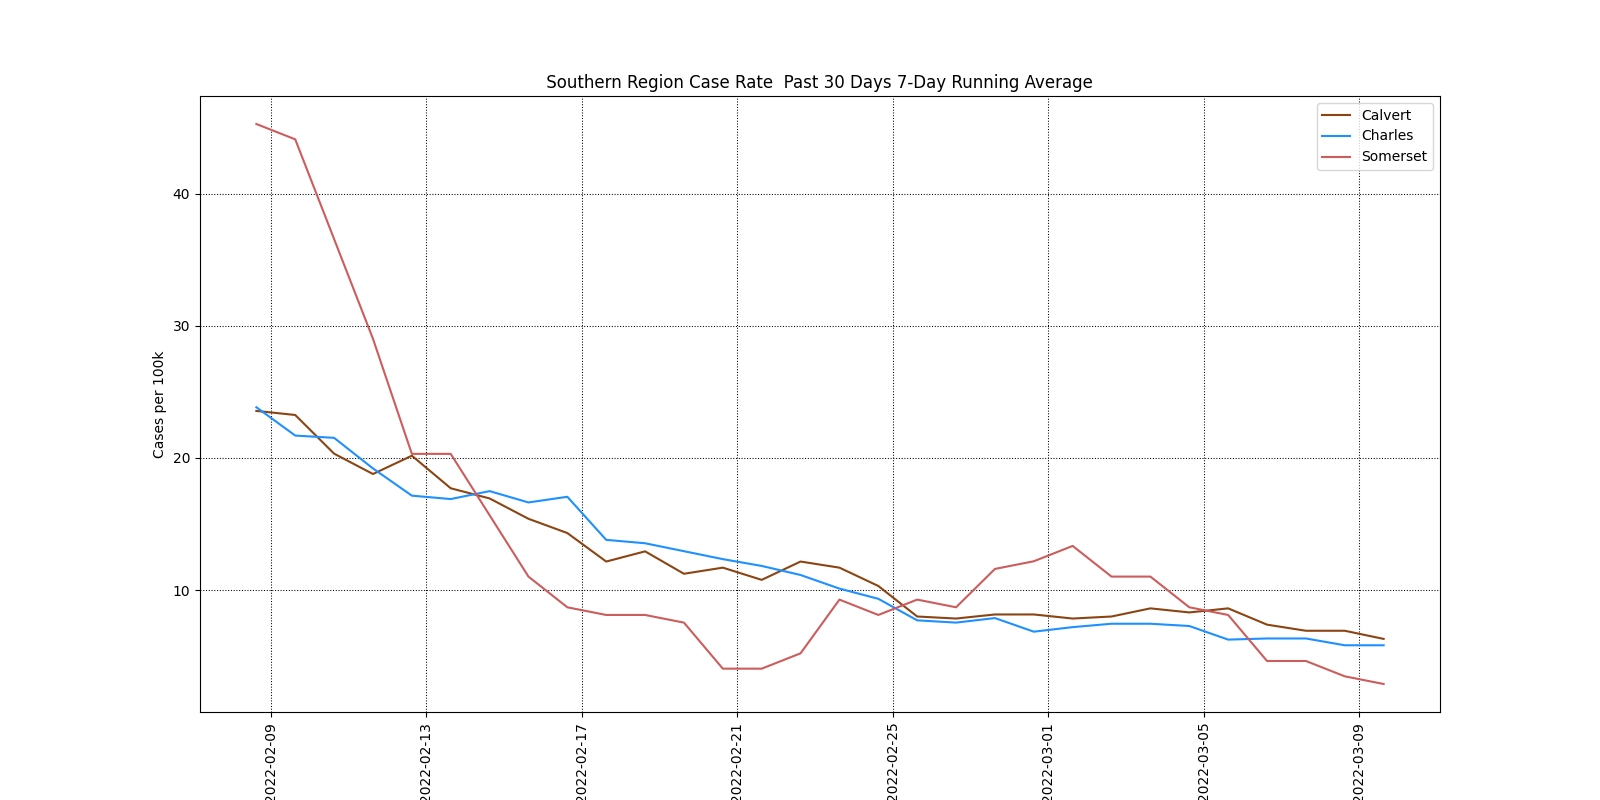 Southern Region Case Rate  Past 30 Days 7-Day Running Average
Calvert
Charles
Somerset
Cases per 100k
40
30
20
10
2022-02-09
2022-02-13
2022-02-17
2022-02-21
2022-02-25
2022-03-01
2022-03-05
2022-03-09